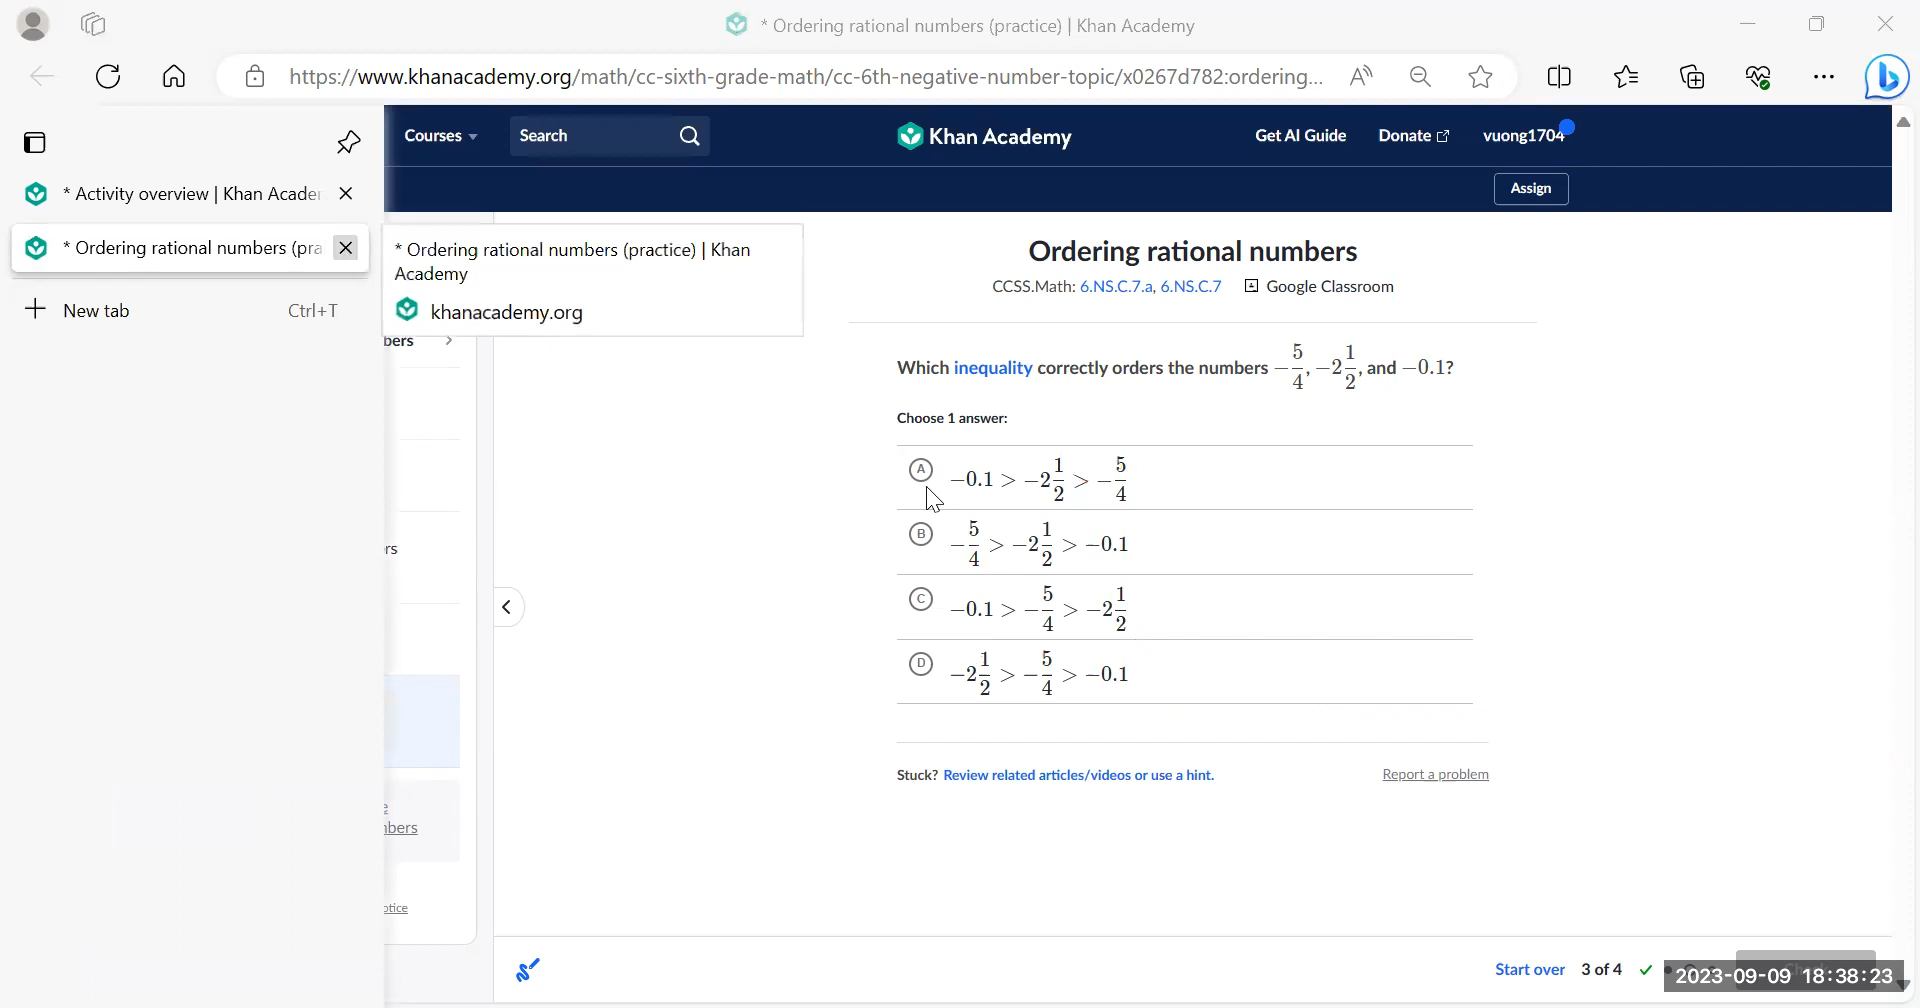 * Ordering rational numbers (practice) | Khan Academy
https://www.khanacademy.org/math/cc-sixth-grade-math/cc-6th-negative-number-topic/x0267d782:ordering...
Courses
Search
Khan Academy
Get AI Guide
Donate
vuong1704
Assign
* Activity overview | Khan Acade
* Ordering rational numbers (pra
New tab Ctrl+T
* Ordering rational numbers (practice) | Khan
Academy
khanacademy.org
bers
rs
bers
otice
Ordering rational numbers
CCSS.Math: 6.NS.C.7.a, 6.NS.C.7 Google Classroom
Which inequality correctly orders the numbers −5/4, −2 1/2, and −0.1?
Choose 1 answer:
A −0.1 > −2 1/2 > −5/4
B −5/4 > −2 1/2 > −0.1
C −0.1 > −5/4 > −2 1/2
D −2 1/2 > −5/4 > −0.1
Stuck? Review related articles/videos or use a hint.
Report a problem
Start over 3 of 4
2023-09-09 18:38:23